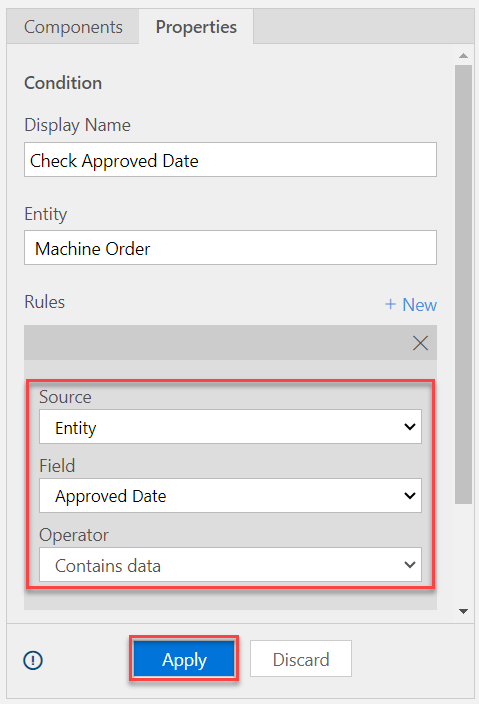 Components Properties
Condition
Display Name
Check Approved Date
Entity
Machine Order
Rules + New
Source
Entity
Field
Approved Date
Operator
Contains data
Apply Discard